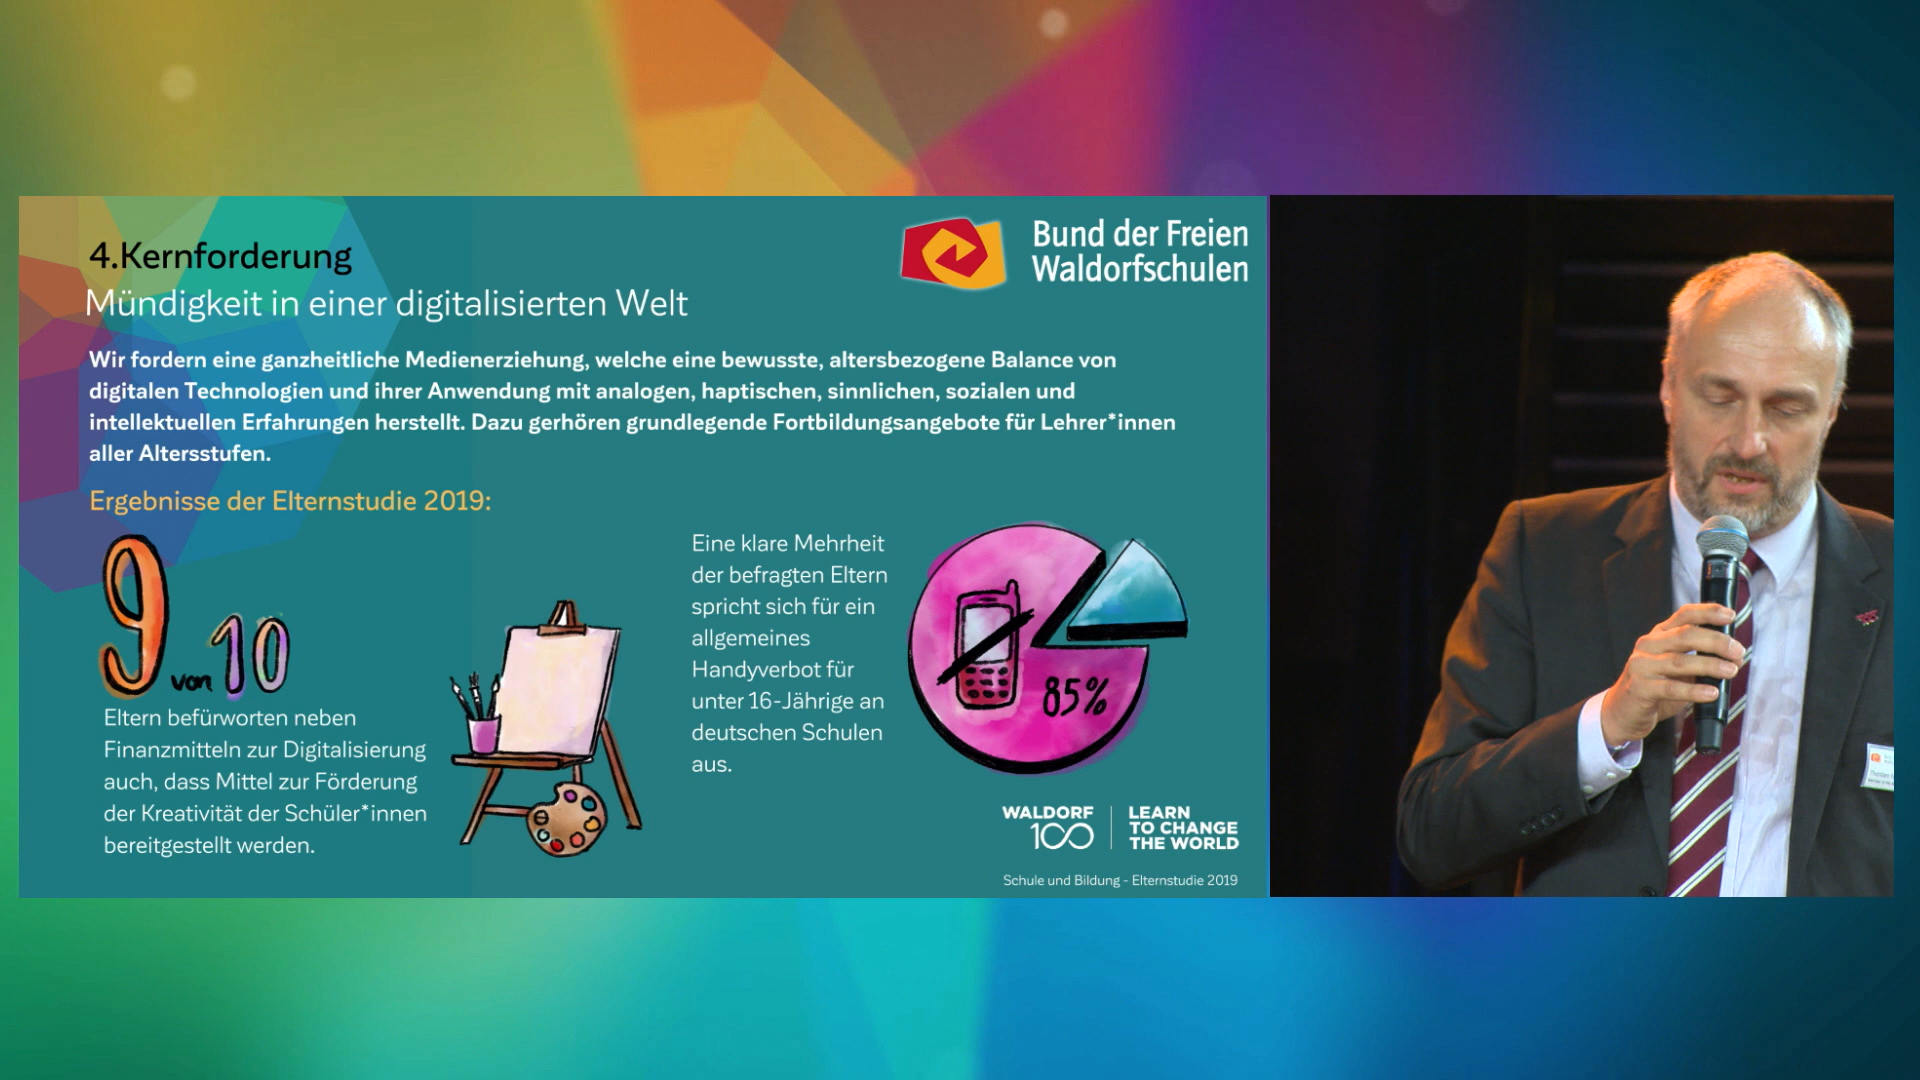 4.Kernforderung
Mündigkeit in einer digitalisierten Welt
Bund der Freien
Waldorfschulen
Wir fordern eine ganzheitliche Medienerziehung, welche eine bewusste, altersbezogene Balance von
digitalen Technologien und ihrer Anwendung mit analogen, haptischen, sinnlichen, sozialen und
intellektuellen Erfahrungen herstellt. Dazu gerhören grundlegende Fortbildungsangebote für Lehrer*innen
aller Altersstufen.
Ergebnisse der Elternstudie 2019:
9 von 10
Eltern befürworten neben
Finanzmitteln zur Digitalisierung
auch, dass Mittel zur Förderung
der Kreativität der Schüler*innen
bereitgestellt werden.
Eine klare Mehrheit
der befragten Eltern
spricht sich für ein
allgemeines
Handyverbot für
unter 16-Jährige an
deutschen Schulen
aus.
85%
WALDORF
100
LEARN
TO CHANGE
THE WORLD
Schule und Bildung - Elternstudie 2019